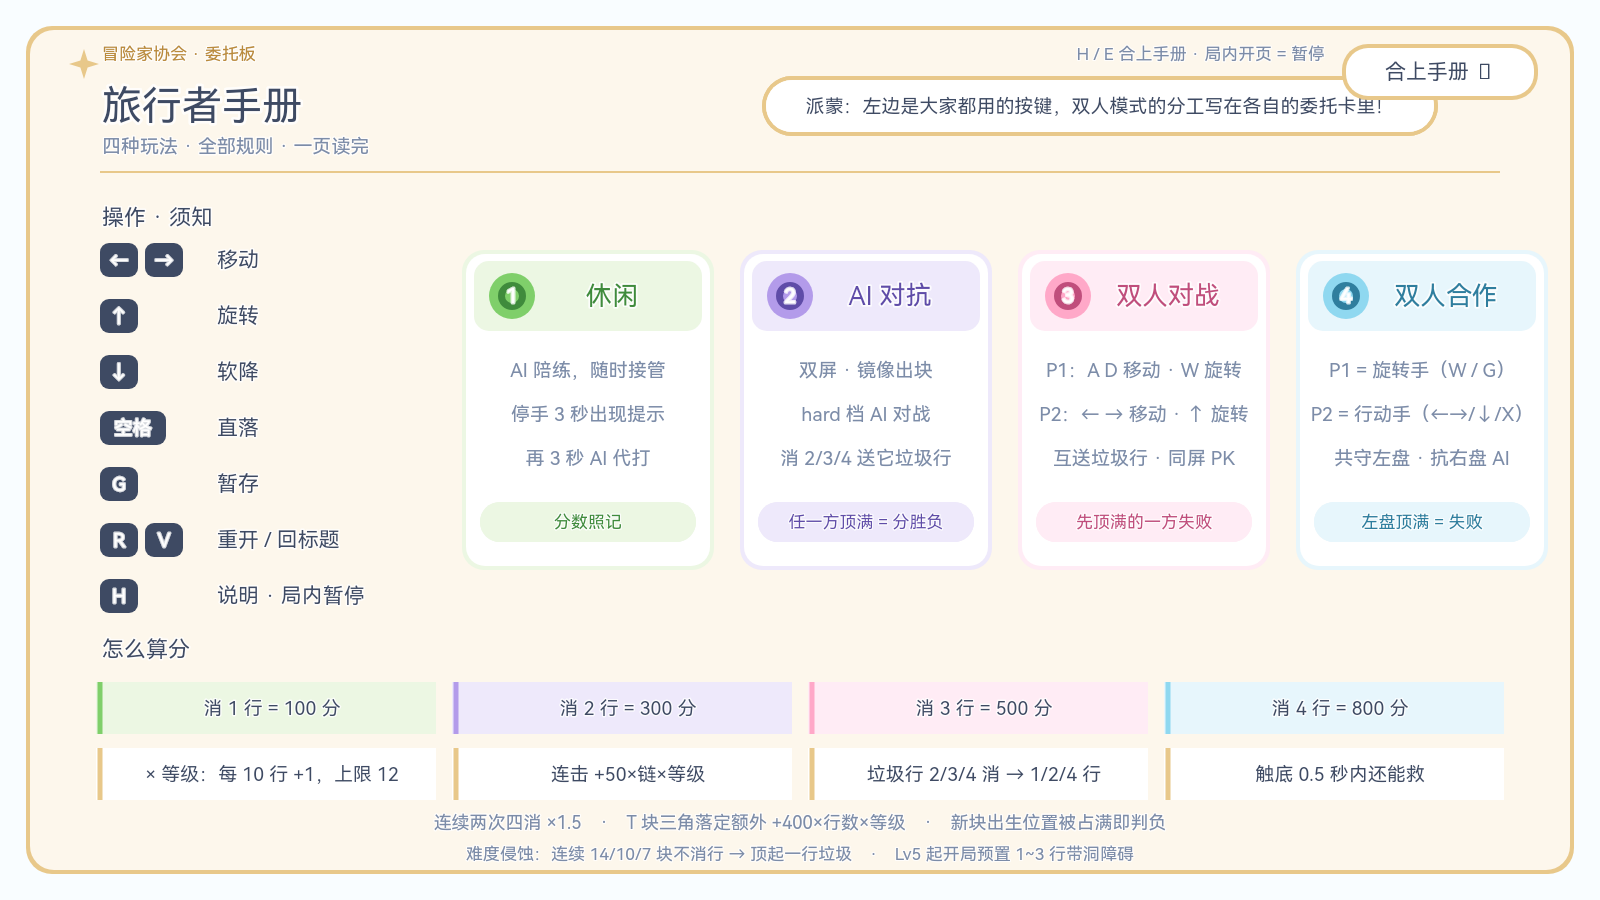 冒险家协会 · 委托板
H / E 合上手册 · 局内开页 = 暂停
合上手册
旅行者手册
派蒙：左边是大家都用的按键，双人模式的分工写在各自的委托卡里！
四种玩法 · 全部规则 · 一页读完
操作 · 须知
← → 移动
↑ 旋转
↓ 软降
空格 直落
G 暂存
R V 重开 / 回标题
H 说明 · 局内暂停
1 休闲
AI 陪练，随时接管
停手 3 秒出现提示
再 3 秒 AI 代打
分数照记
2 AI 对抗
双屏 · 镜像出块
hard 档 AI 对战
消 2/3/4 送它垃圾行
任一方顶满 = 分胜负
3 双人对战
P1：A D 移动 · W 旋转
P2：← → 移动 · ↑ 旋转
互送垃圾行 · 同屏 PK
先顶满的一方失败
4 双人合作
P1 = 旋转手（W / G）
P2 = 行动手（←→/↓/X）
共守左盘 · 抗右盘 AI
左盘顶满 = 失败
怎么算分
消 1 行 = 100 分
消 2 行 = 300 分
消 3 行 = 500 分
消 4 行 = 800 分
× 等级：每 10 行 +1，上限 12
连击 +50×链×等级
垃圾行 2/3/4 消 → 1/2/4 行
触底 0.5 秒内还能救
连续两次四消 ×1.5 · T 块三角落定额外 +400×行数×等级 · 新块出生位置被占满即判负
难度侵蚀：连续 14/10/7 块不消行 → 顶起一行垃圾 · Lv5 起开局预置 1~3 行带洞障碍